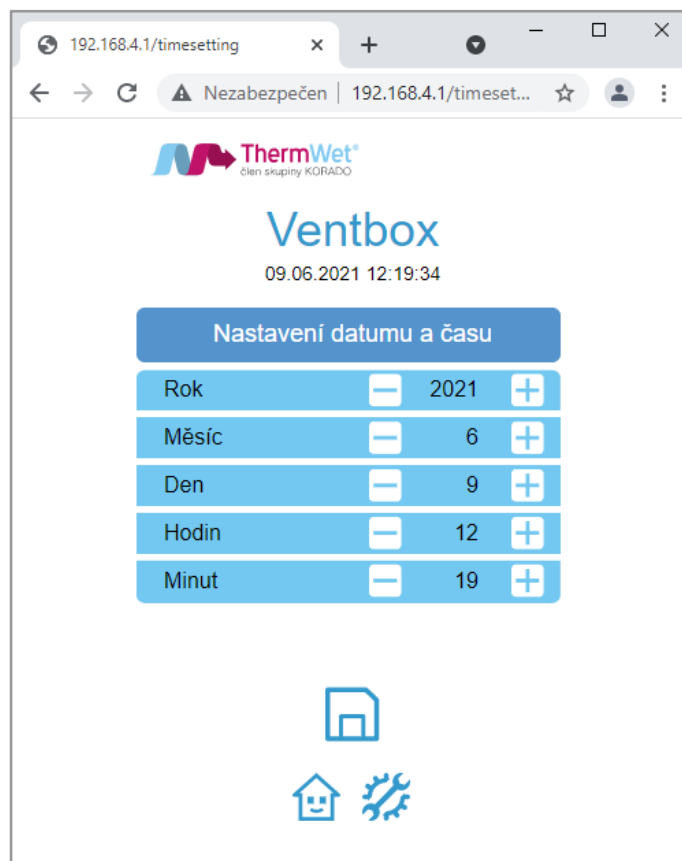 192.168.4.1/timesetting
Nezabezpečen | 192.168.4.1/timeset...
ThermWet®
člen skupiny KORADO
Ventbox
09.06.2021 12:19:34
Nastavení datumu a času
Rok 2021
Měsíc 6
Den 9
Hodin 12
Minut 19